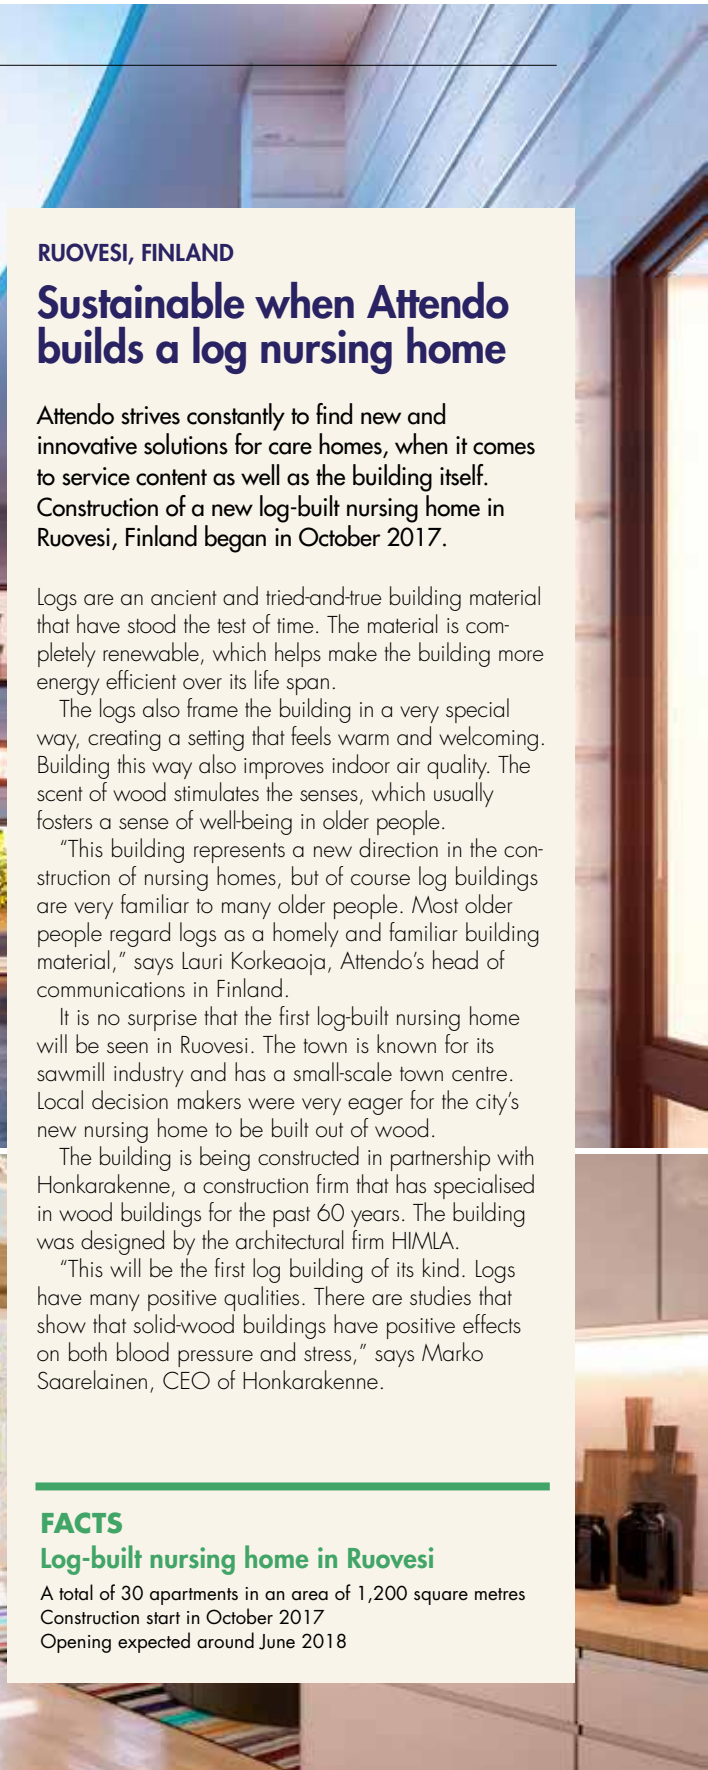 RUOVESI, FINLAND
Sustainable when Attendo
builds a log nursing home
Attendo strives constantly to find new and
innovative solutions for care homes, when it comes
to service content as well as the building itself.
Construction of a new log-built nursing home in
Ruovesi, Finland began in October 2017.
Logs are an ancient and tried-and-true building material
that have stood the test of time. The material is com-
pletely renewable, which helps make the building more
energy efficient over its life span.
The logs also frame the building in a very special
way, creating a setting that feels warm and welcoming.
Building this way also improves indoor air quality. The
scent of wood stimulates the senses, which usually
fosters a sense of well-being in older people.
“This building represents a new direction in the con-
struction of nursing homes, but of course log buildings
are very familiar to many older people. Most older
people regard logs as a homely and familiar building
material,” says Lauri Korkeaoja, Attendo’s head of
communications in Finland.
It is no surprise that the first log-built nursing home
will be seen in Ruovesi. The town is known for its
sawmill industry and has a small-scale town centre.
Local decision makers were very eager for the city’s
new nursing home to be built out of wood.
The building is being constructed in partnership with
Honkarakenne, a construction firm that has specialised
in wood buildings for the past 60 years. The building
was designed by the architectural firm HIMLA.
“This will be the first log building of its kind. Logs
have many positive qualities. There are studies that
show that solid-wood buildings have positive effects
on both blood pressure and stress,” says Marko
Saarelainen, CEO of Honkarakenne.
FACTS
Log-built nursing home in Ruovesi
A total of 30 apartments in an area of 1,200 square metres
Construction start in October 2017
Opening expected around June 2018